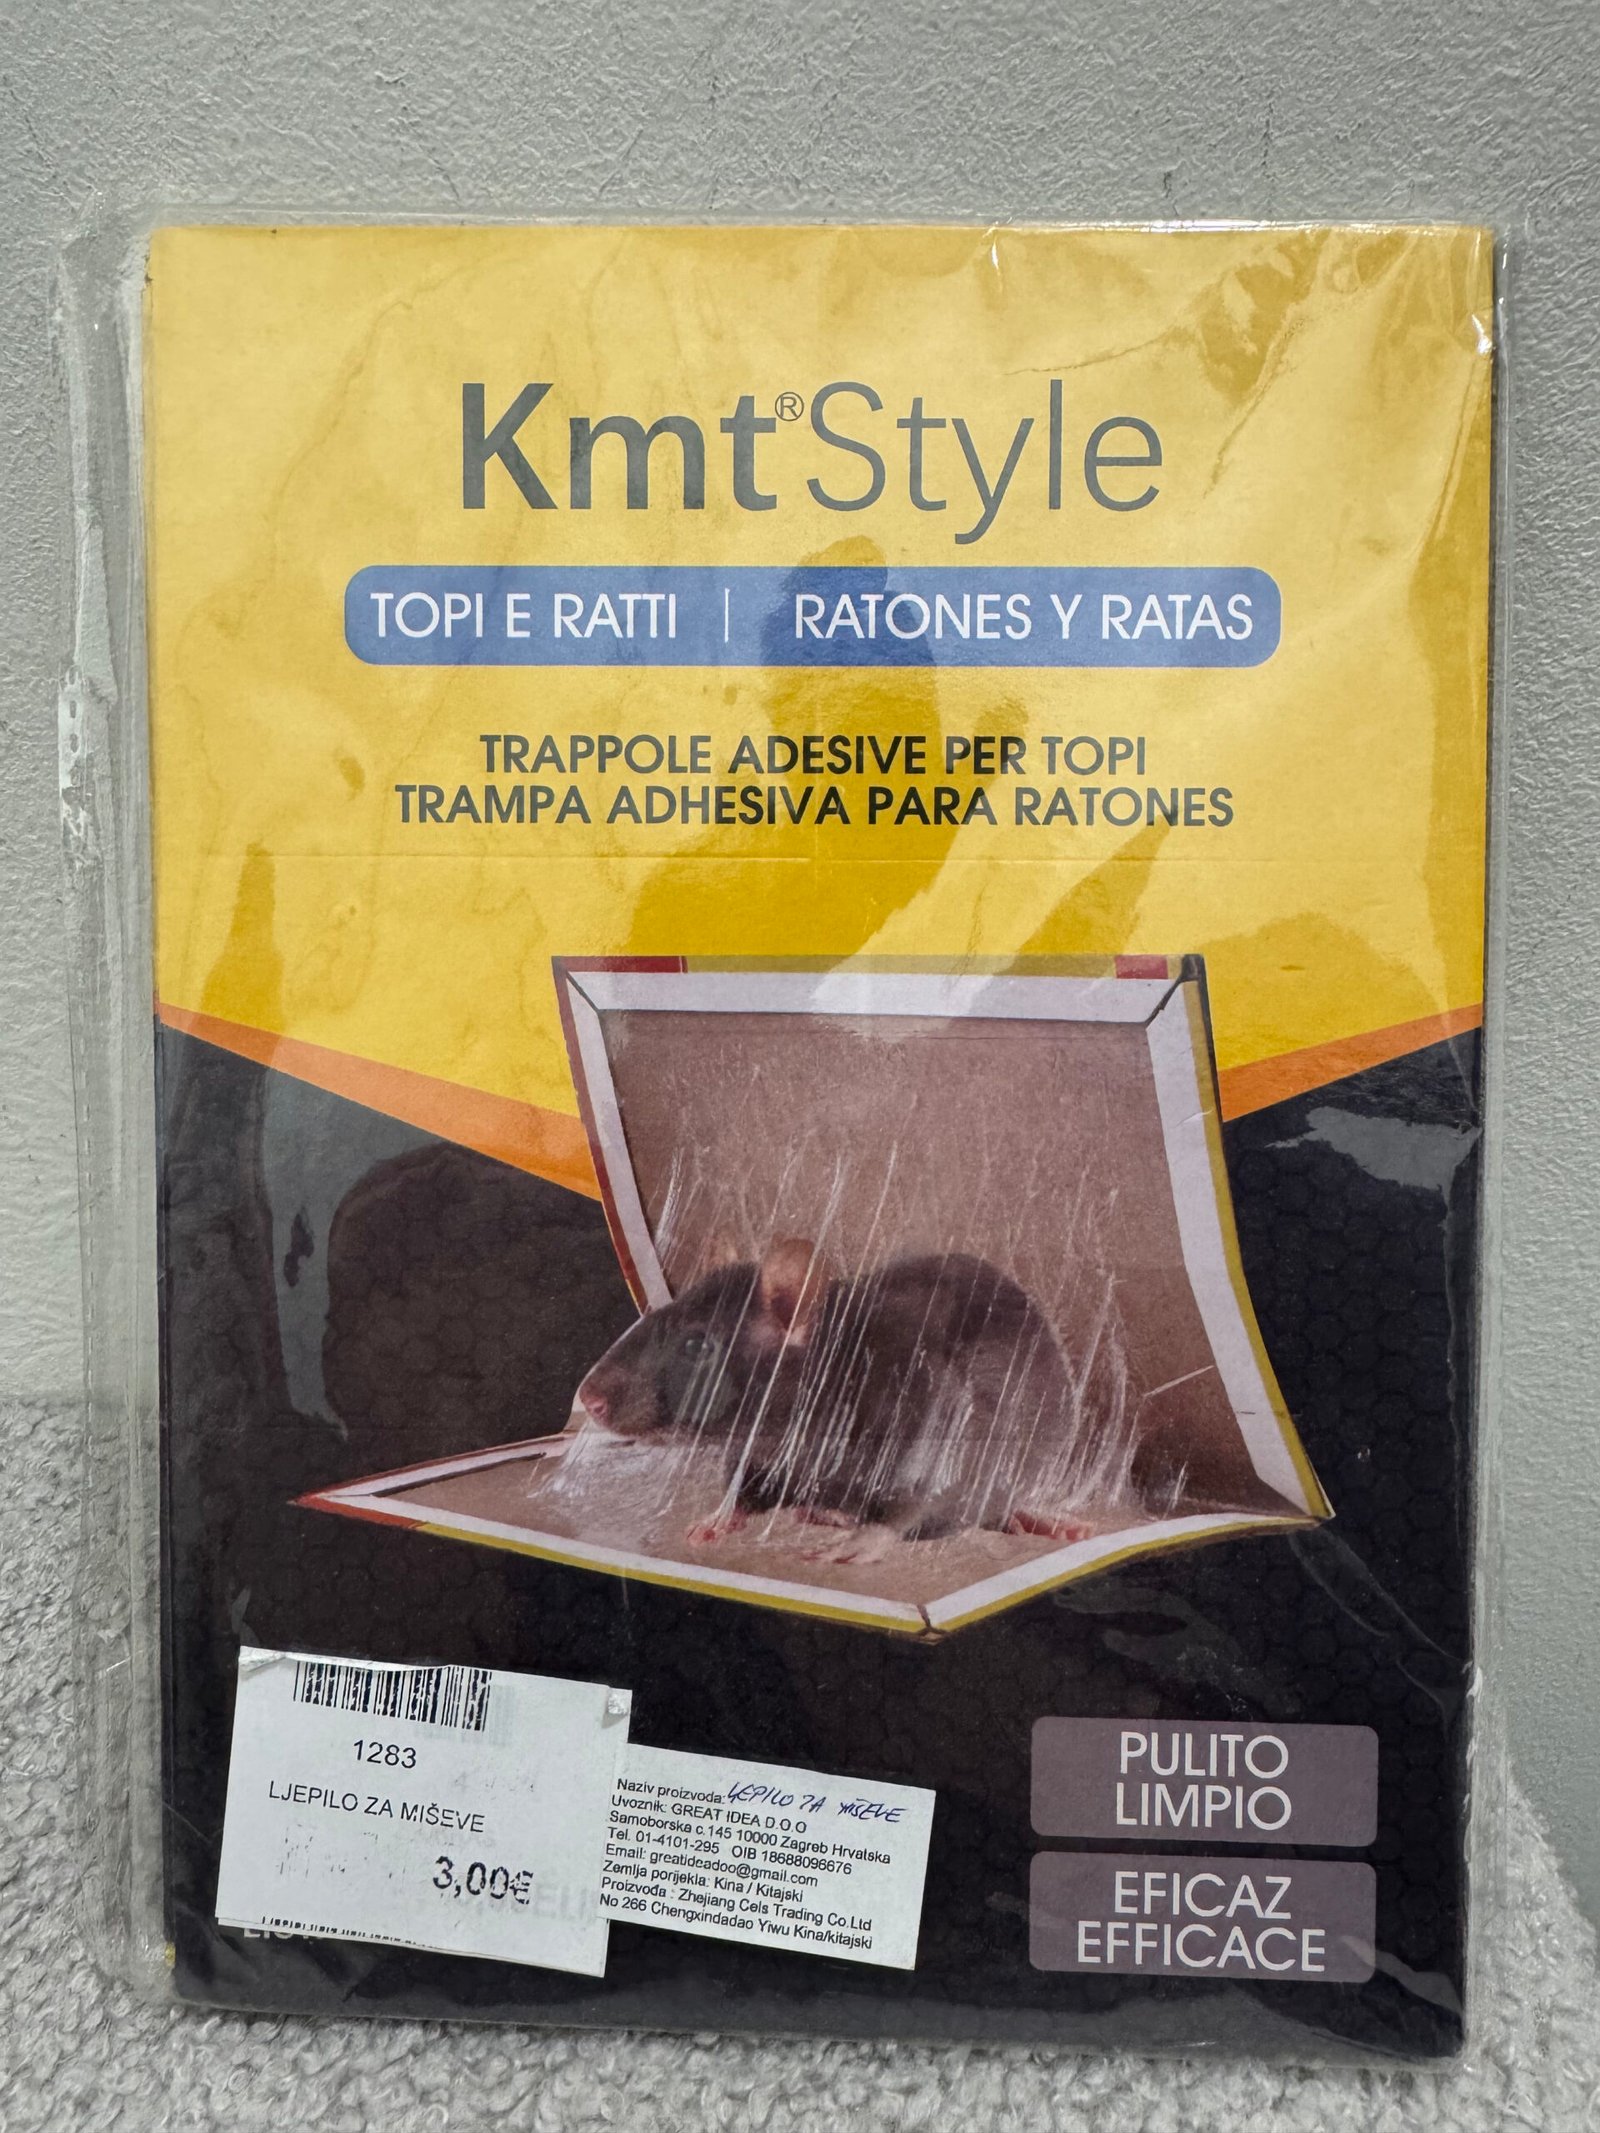 Kmt®Style
TOPI E RATTI | RATONES Y RATAS
TRAPPOLE ADESIVE PER TOPI
TRAMPA ADHESIVA PARA RATONES
1283
LJEPILO ZA MIŠEVE
3,00€
Naziv proizvoda: LJEPILO ZA MIŠEVE
Uvoznik: GREAT IDEA D.O.O
Samoborska c.145 10000 Zagreb Hrvatska
Tel. 01-4101-295 OIB 18688096676
Email: greatideadoo@gmail.com
Zemlja porijekla: Kina / Kitajski
Proizvođa : Zhejiang Cels Trading Co.Ltd
No 266 Chengxindadao Yiwu Kina/kitajski
PULITO
LIMPIO
EFICAZ
EFFICACE